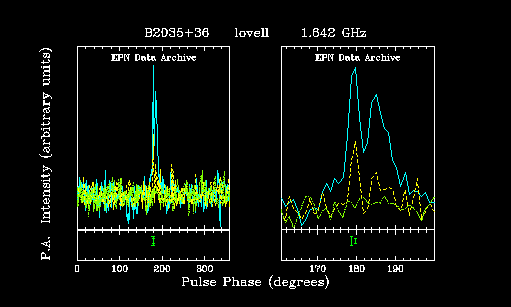 B2035+36 lovell 1.642 GHz
EPN Data Archive EPN Data Archive
P.A. Intensity (arbitrary units)
0 100 200 300 170 180 190
Pulse Phase (degrees)